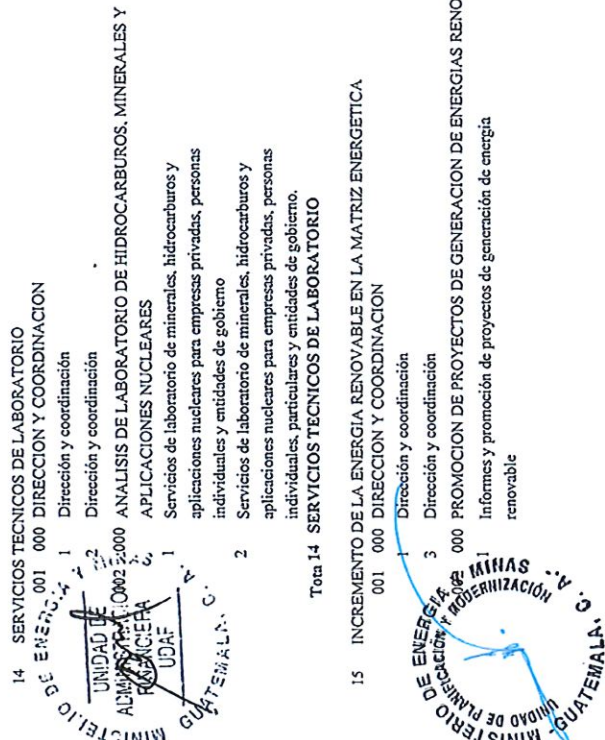 14 SERVICIOS TECNICOS DE LABORATORIO
001 000 DIRECCION Y COORDINACION
1 Dirección y coordinación
2 Dirección y coordinación
002 000 ANALISIS DE LABORATORIO DE HIDROCARBUROS, MINERALES Y
APLICACIONES NUCLEARES
1 Servicios de laboratorio de minerales, hidrocarburos y
aplicaciones nucleares para empresas privadas, personas
individuales y entidades de gobierno
2 Servicios de laboratorio de minerales, hidrocarburos y
aplicaciones nucleares para empresas privadas, personas
individuales, particulares y entidades de gobierno.
Tota 14 SERVICIOS TECNICOS DE LABORATORIO
15 INCREMENTO DE LA ENERGIA RENOVABLE EN LA MATRIZ ENERGETICA
001 000 DIRECCION Y COORDINACION
1 Dirección y coordinación
3 Dirección y coordinación
002 000 PROMOCION DE PROYECTOS DE GENERACION DE ENERGIAS RENO
1 Informes y promoción de proyectos de generación de energía
renovable
UNIDAD DE
FINANCIERA
UDAF
GUATEMALA, C. A.
MINISTERIO DE ENERGIA Y MINAS
UNIDAD DE PLANIFICACIÓN Y MODERNIZACIÓN
GUATEMALA, C. A.